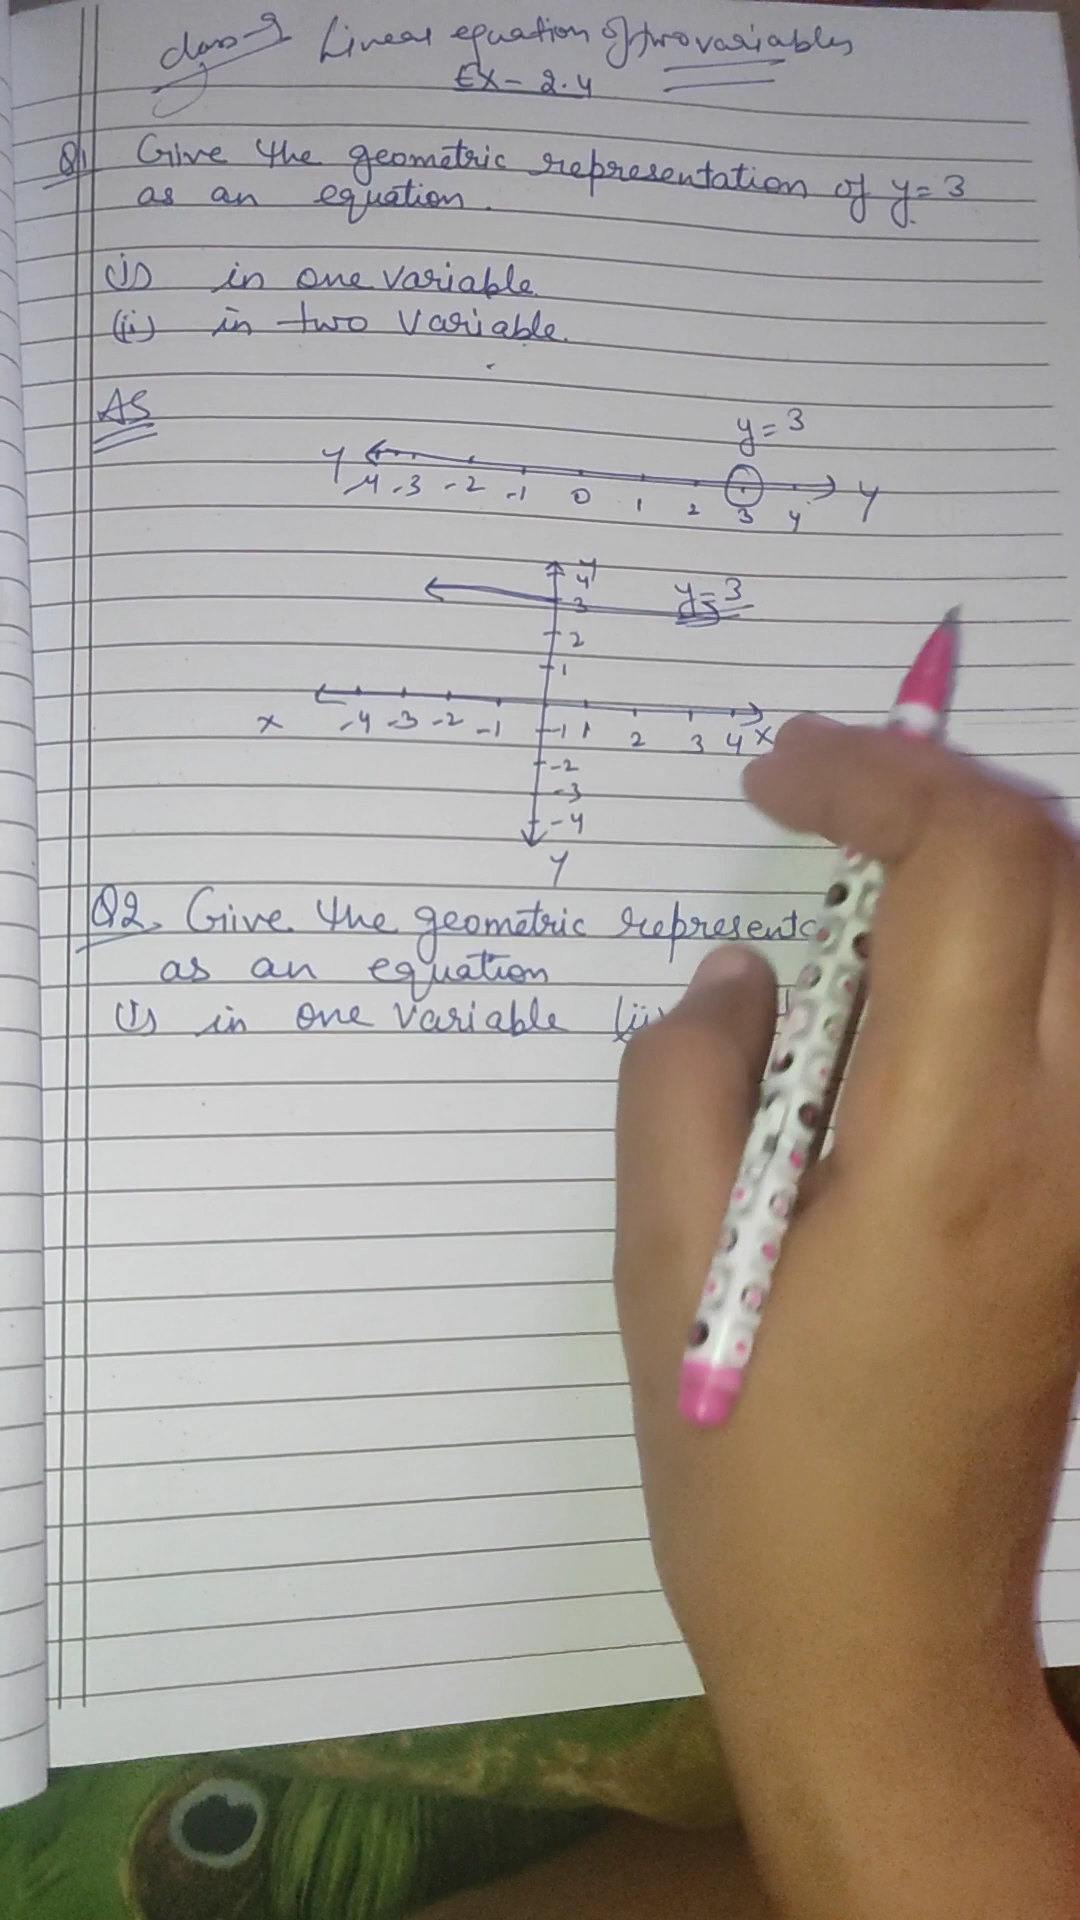 class-9 Linear equation of two variables
EX-2.4
Q1 Give the geometric representation of y=3
as an equation.
(i) in one variable
(ii) in two variable.
AS
y=3
Y -4 -3 -2 -1 0 1 2 3 4 Y
Y
4
3 y=3
2
1
X -4 -3 -2 -1 -1 1 2 3 4 X
-2
-3
-4
Y
Q2. Give the geometric
as an equation
(i) in one variable (ii)